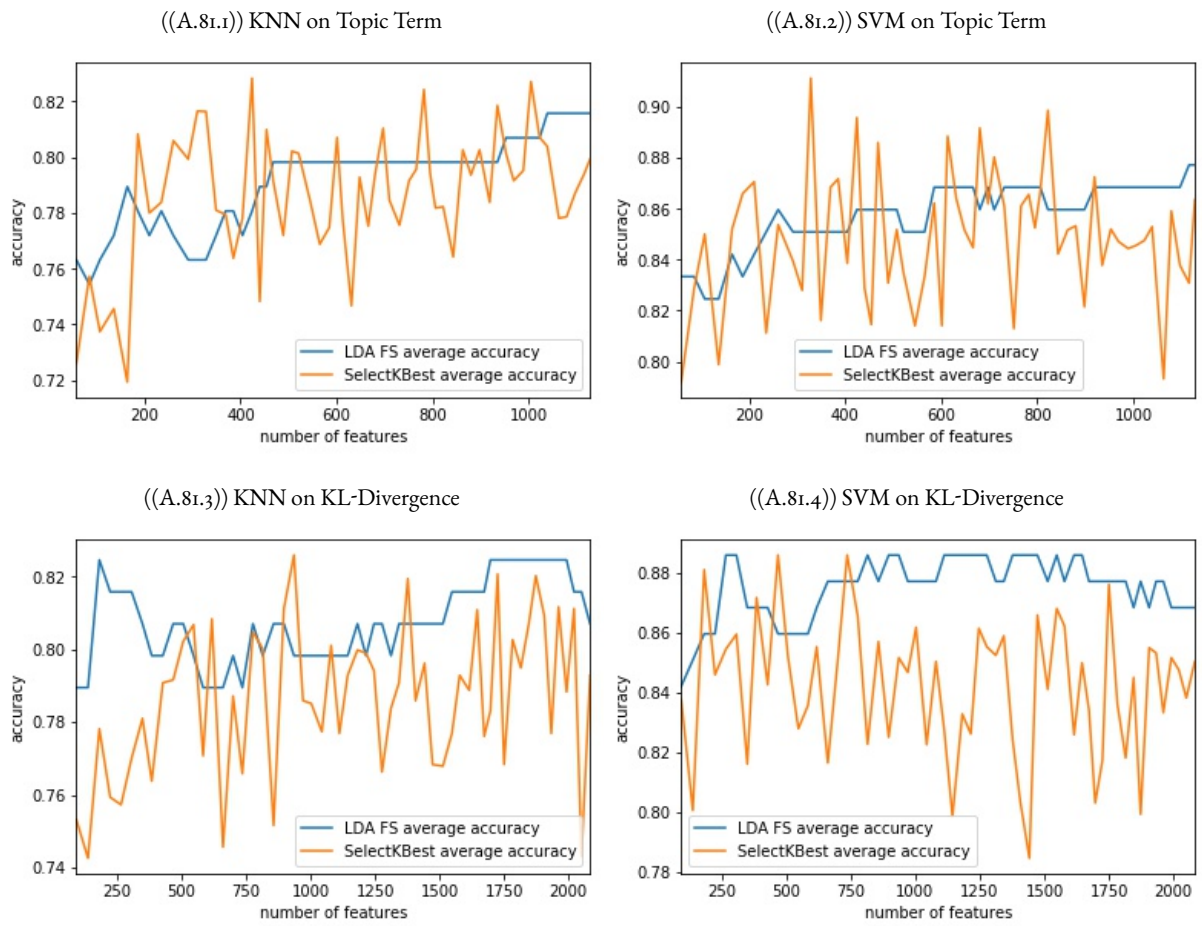 ((A.81.1)) KNN on Topic Term
((A.81.2)) SVM on Topic Term
0.82
0.80
0.78
0.76
0.74
0.72
accuracy
LDA FS average accuracy
SelectKBest average accuracy
200 400 600 800 1000
number of features
0.90
0.88
0.86
0.84
0.82
0.80
accuracy
LDA FS average accuracy
SelectKBest average accuracy
200 400 600 800 1000
number of features
((A.81.3)) KNN on KL-Divergence
((A.81.4)) SVM on KL-Divergence
0.82
0.80
0.78
0.76
0.74
accuracy
LDA FS average accuracy
SelectKBest average accuracy
250 500 750 1000 1250 1500 1750 2000
number of features
0.88
0.86
0.84
0.82
0.80
0.78
accuracy
LDA FS average accuracy
SelectKBest average accuracy
250 500 750 1000 1250 1500 1750 2000
number of features